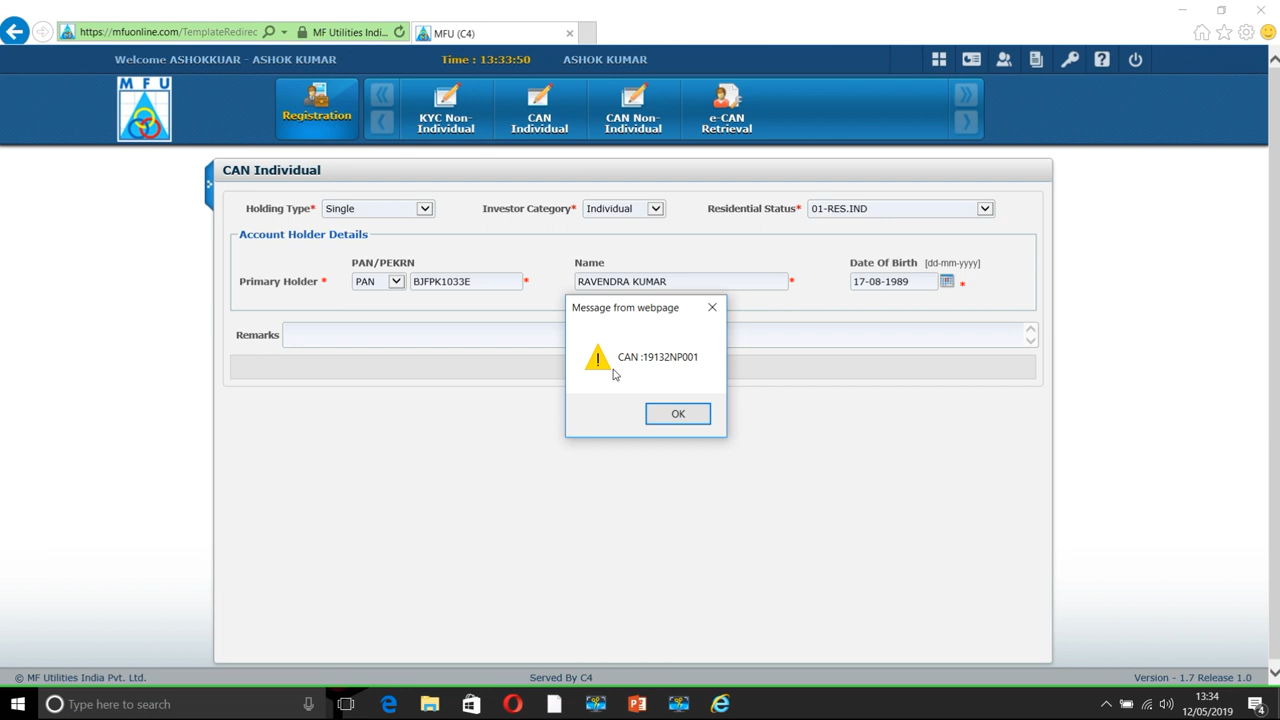 https://mfuonline.com/TemplateRedirec
MF Utilities Indi...
MFU (C4)
Welcome ASHOKKUAR - ASHOK KUMAR
Time : 13:33:50
ASHOK KUMAR
MFU
Registration
KYC Non-
Individual
CAN
Individual
CAN Non-
Individual
e-CAN
Retrieval
CAN Individual
Holding Type* Single
Investor Category* Individual
Residential Status* 01-RES.IND
Account Holder Details
PAN/PEKRN
Name
Date Of Birth [dd-mm-yyyy]
Primary Holder * PAN BJFPK1033E * RAVENDRA KUMAR * 17-08-1989 *
Message from webpage
Remarks
CAN :19132NP001
OK
© MF Utilities India Pvt. Ltd.
Served By C4
Version - 1.7 Release 1.0
Type here to search
13:34
12/05/2019
4